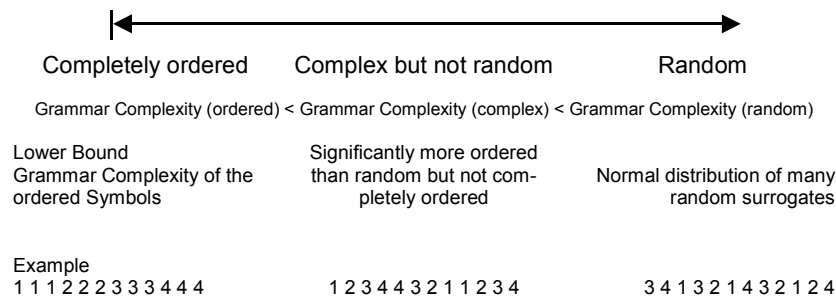 Completely ordered Complex but not random Random
Grammar Complexity (ordered) < Grammar Complexity (complex) < Grammar Complexity (random)
Lower Bound
Grammar Complexity of the
ordered Symbols
Significantly more ordered
than random but not com-
pletely ordered
Normal distribution of many
random surrogates
Example
1 1 1 2 2 2 3 3 3 4 4 4 1 2 3 4 4 3 2 1 1 2 3 4 3 4 1 3 2 1 4 3 2 1 2 4